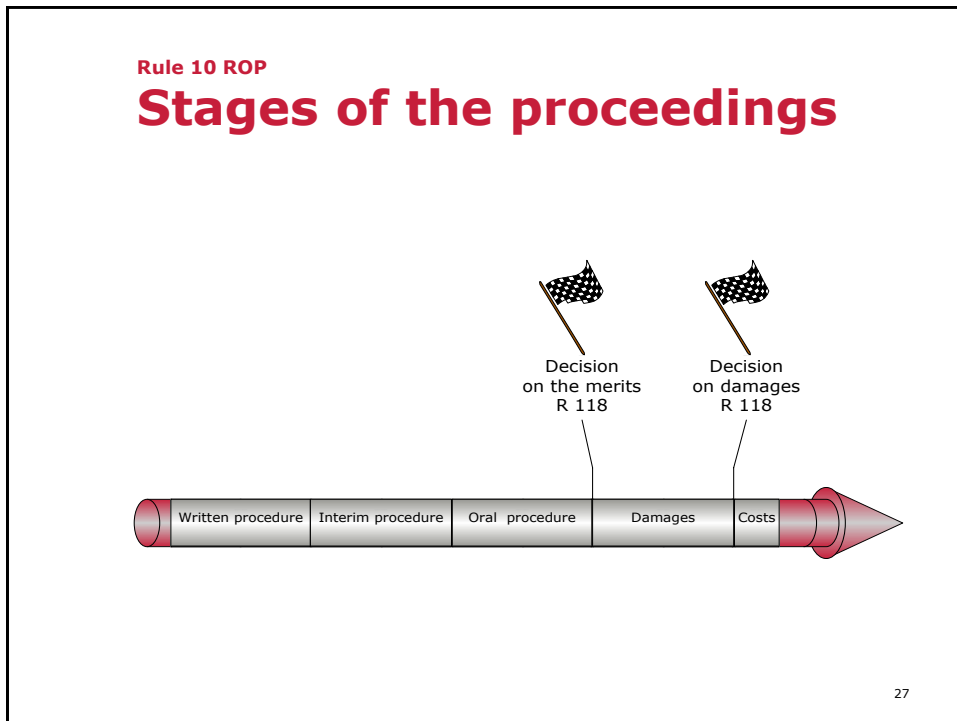 Rule 10 ROP
Stages of the proceedings
Decision
on the merits
R 118
Decision
on damages
R 118
Written procedure
Interim procedure
Oral procedure
Damages
Costs
27